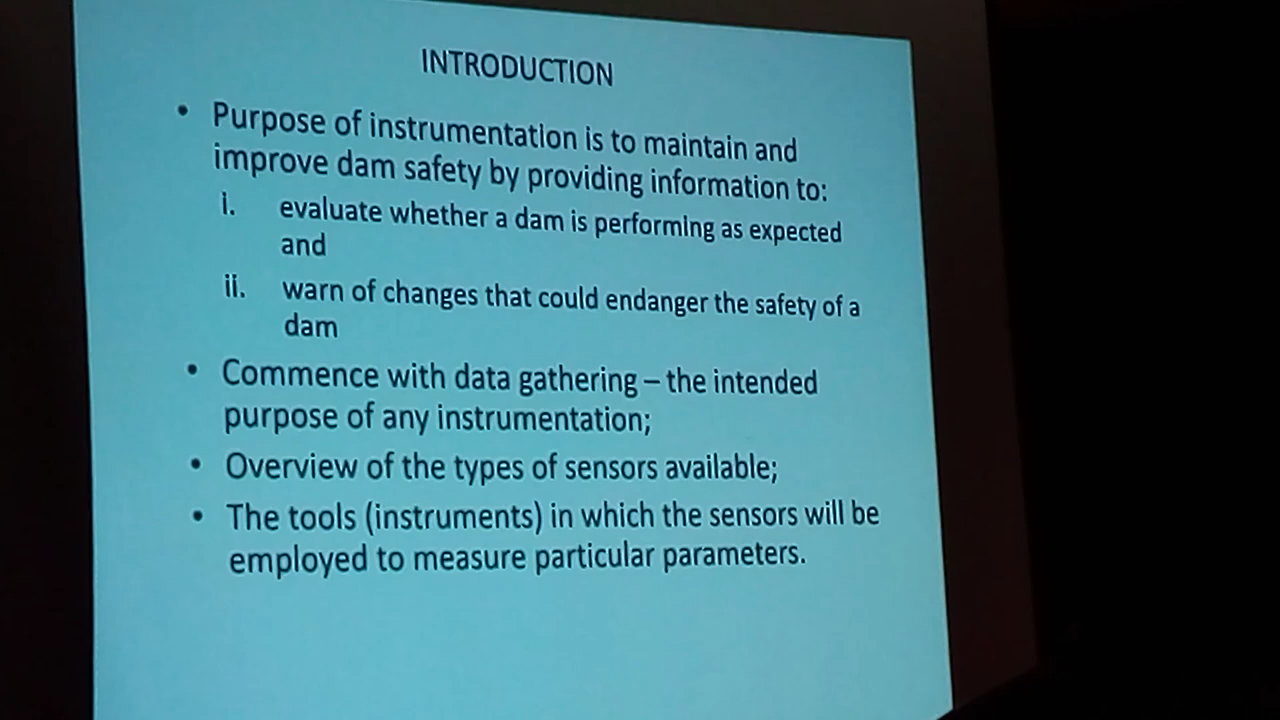 INTRODUCTION
• Purpose of instrumentation is to maintain and
improve dam safety by providing information to:
i. evaluate whether a dam is performing as expected
and
ii. warn of changes that could endanger the safety of a
dam
• Commence with data gathering – the intended
purpose of any instrumentation;
• Overview of the types of sensors available;
• The tools (instruments) in which the sensors will be
employed to measure particular parameters.